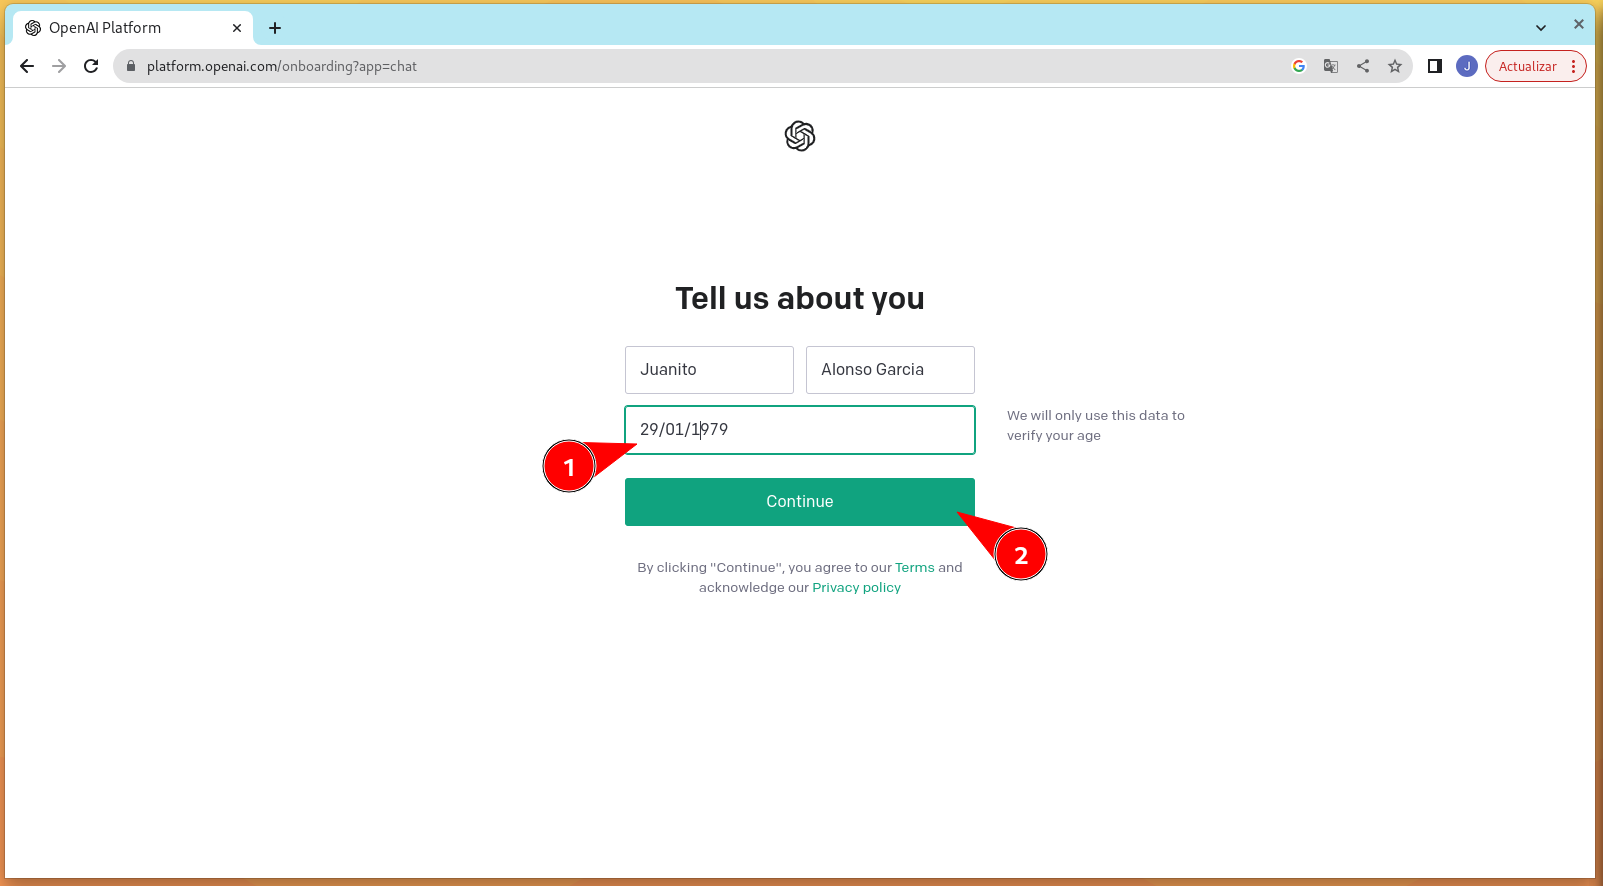 OpenAI Platform
platform.openai.com/onboarding?app=chat
J
Actualizar
Tell us about you
Juanito
Alonso Garcia
29/01/1979
We will only use this data to
verify your age
1
Continue
2
By clicking "Continue", you agree to our Terms and
acknowledge our Privacy policy